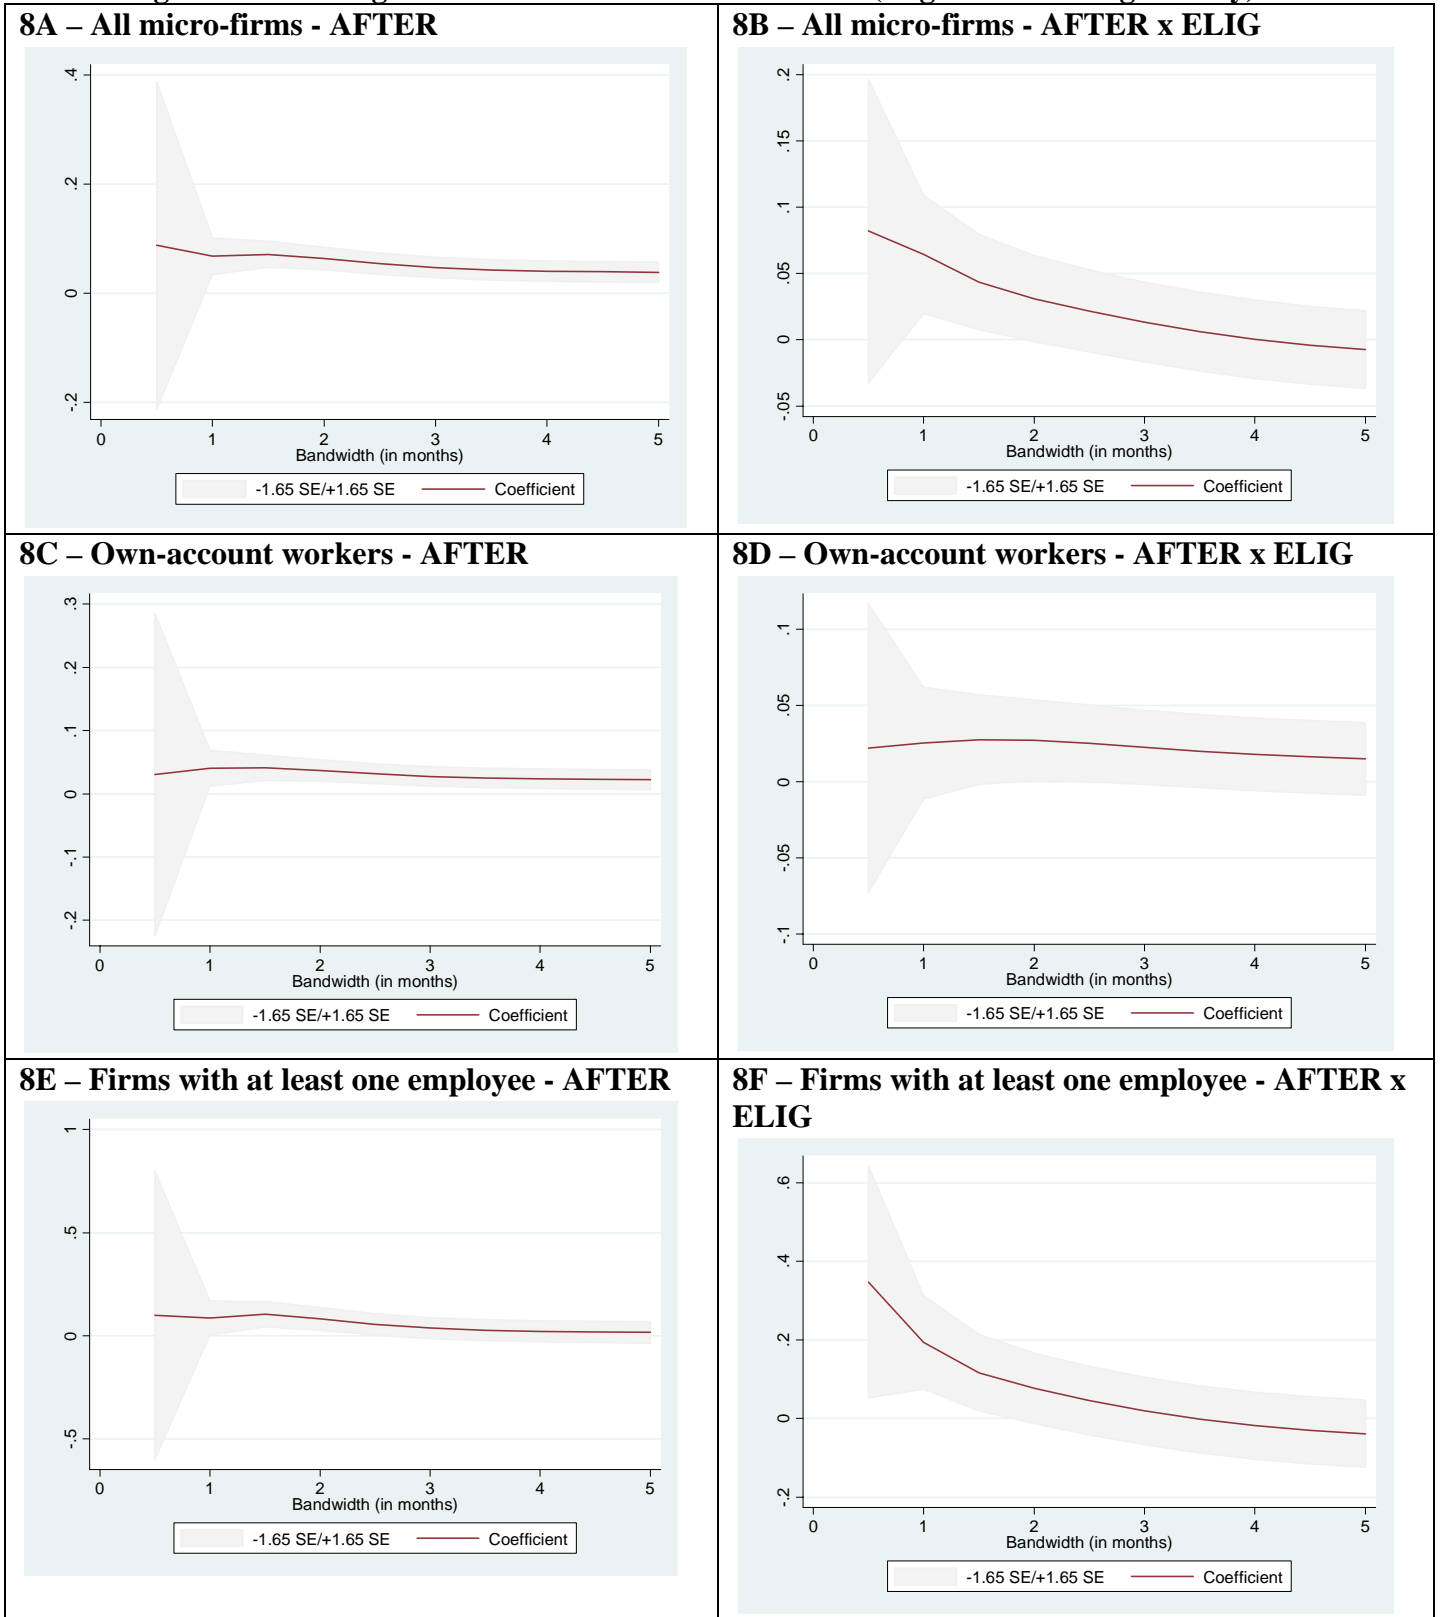 8A – All micro-firms - AFTER
.4
.2
0
-.2
0 1 2 3 4 5
Bandwidth (in months)
-1.65 SE/+1.65 SE Coefficient
8B – All micro-firms - AFTER x ELIG
.2
.15
.1
.05
0
-.05
0 1 2 3 4 5
Bandwidth (in months)
-1.65 SE/+1.65 SE Coefficient
8C – Own-account workers - AFTER
.3
.2
.1
0
-.1
-.2
0 1 2 3 4 5
Bandwidth (in months)
-1.65 SE/+1.65 SE Coefficient
8D – Own-account workers - AFTER x ELIG
.1
.05
0
-.05
-.1
0 1 2 3 4 5
Bandwidth (in months)
-1.65 SE/+1.65 SE Coefficient
8E – Firms with at least one employee - AFTER
1
.5
0
-.5
0 1 2 3 4 5
Bandwidth (in months)
-1.65 SE/+1.65 SE Coefficient
8F – Firms with at least one employee - AFTER x
ELIG
.6
.4
.2
0
-.2
0 1 2 3 4 5
Bandwidth (in months)
-1.65 SE/+1.65 SE Coefficient